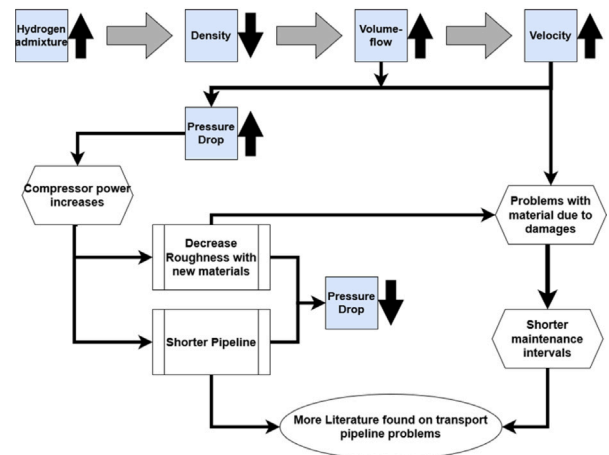 Hydrogen
admixture
Density
Volume-
flow
Velocity
Pressure
Drop
Compressor power
increases
Problems with
material due to
damages
Decrease
Roughness with
new materials
Pressure
Drop
Shorter Pipeline
Shorter
maintenance
intervals
More Literature found on transport
pipeline problems